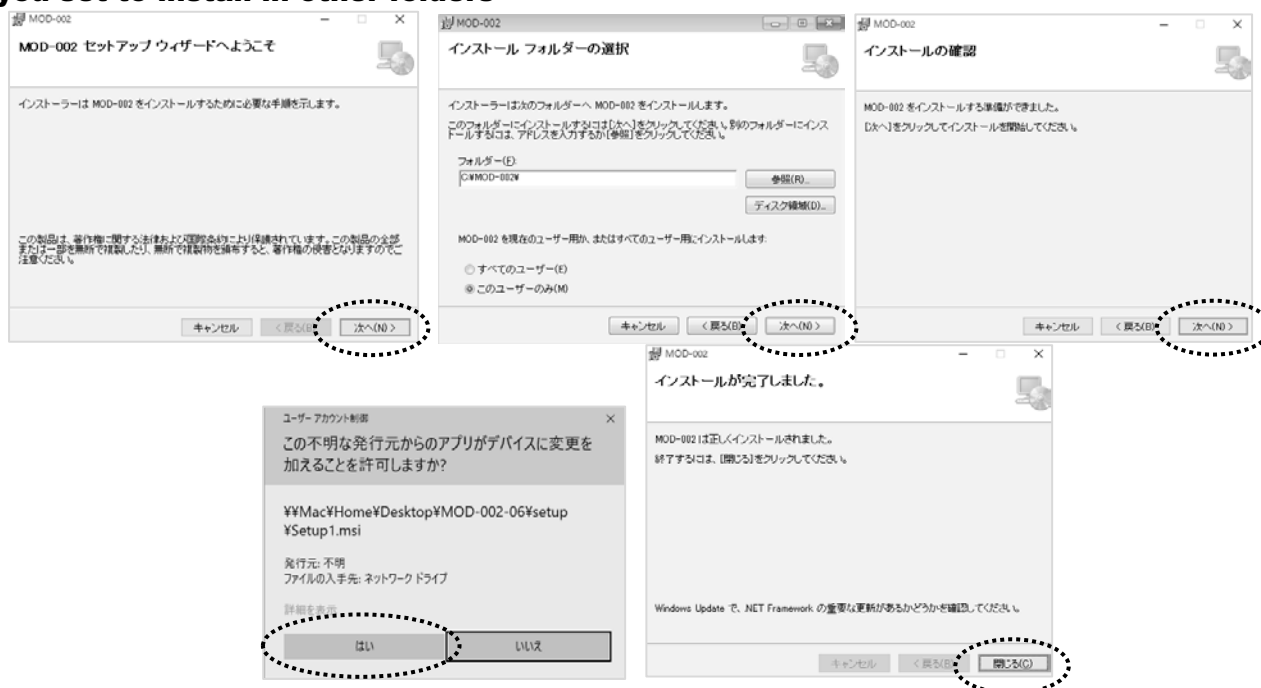 you set to install in other folders
MOD-002
MOD-002 セットアップ ウィザードへようこそ
インストーラーは MOD-002 をインストールするために必要な手順を示します。
この製品は、著作権に関する法律および国際条約により保護されています。この製品の全部
または一部を無断で複製したり、無断で複製物を頒布すると、著作権の侵害となりますのでご
注意ください。
キャンセル
< 戻る(B)
次へ(N) >
MOD-002
インストール フォルダーの選択
インストーラーは次のフォルダーへ MOD-002 をインストールします。
このフォルダーにインストールするには[次へ]をクリックしてください。別のフォルダーにインス
トールするには、アドレスを入力するか[参照]をクリックしてください。
フォルダー(F):
C:¥MOD-002¥
参照(R)...
ディスク領域(D)...
MOD-002 を現在のユーザー用か、またはすべてのユーザー用にインストールします:
すべてのユーザー(E)
このユーザーのみ(M)
キャンセル
< 戻る(B)
次へ(N) >
MOD-002
インストールの確認
MOD-002 をインストールする準備ができました。
[次へ]をクリックしてインストールを開始してください。
キャンセル
< 戻る(B)
次へ(N) >
ユーザー アカウント制御
この不明な発行元からのアプリがデバイスに変更を
加えることを許可しますか?
¥¥Mac¥Home¥Desktop¥MOD-002-06¥setup
¥Setup1.msi
発行元: 不明
ファイルの入手先: ネットワーク ドライブ
詳細を表示
はい
いいえ
MOD-002
インストールが完了しました。
MOD-002 は正しくインストールされました。
終了するには、[閉じる]をクリックしてください。
Windows Update で、.NET Framework の重要な更新があるかどうかを確認してください。
キャンセル
< 戻る(B)
閉じる(C)